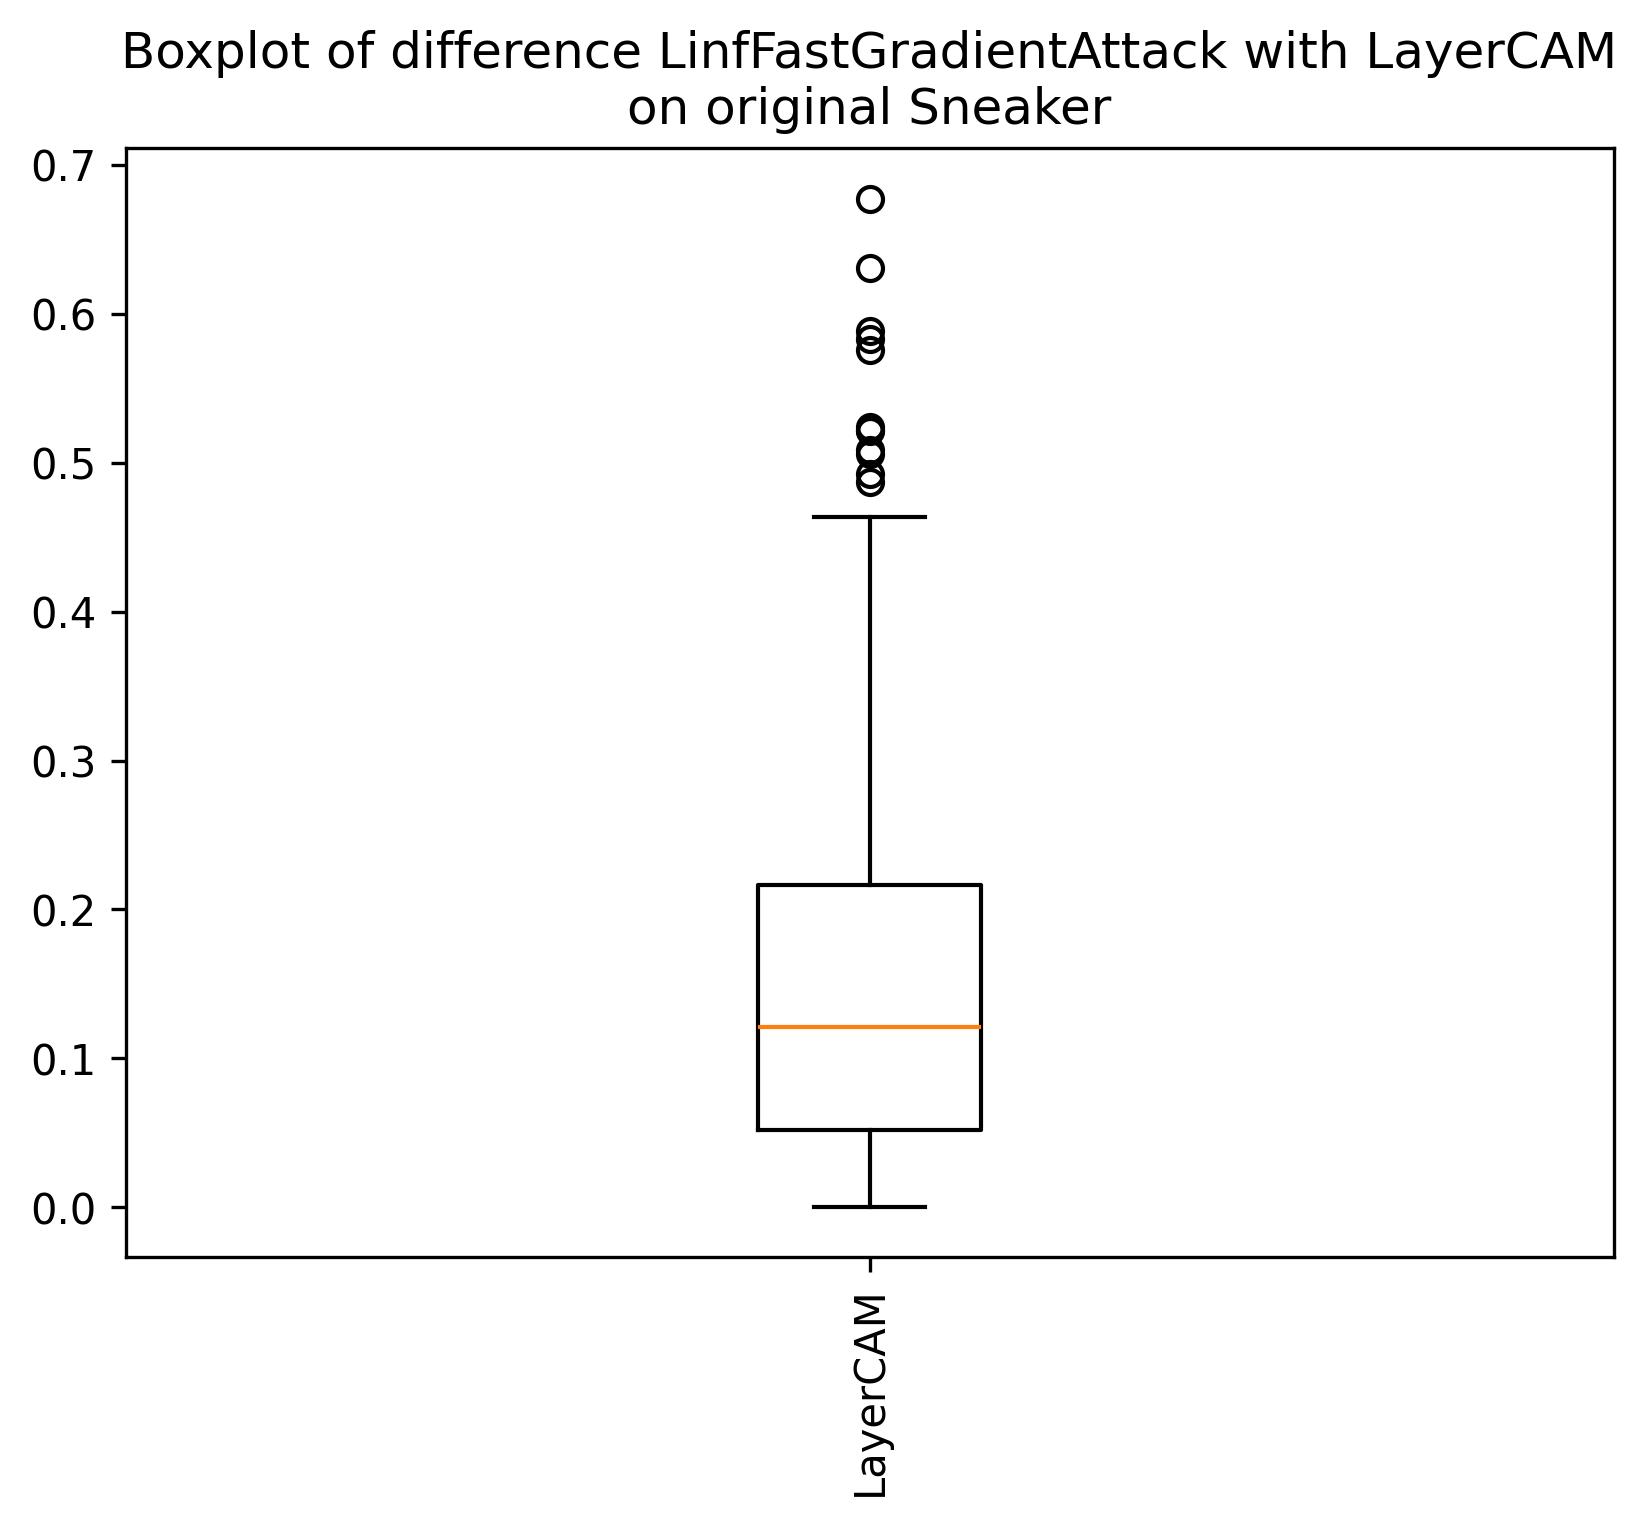 Boxplot of difference LinfFastGradientAttack with LayerCAM
on original Sneaker
0.7
0.6
0.5
0.4
0.3
0.2
0.1
0.0
LayerCAM